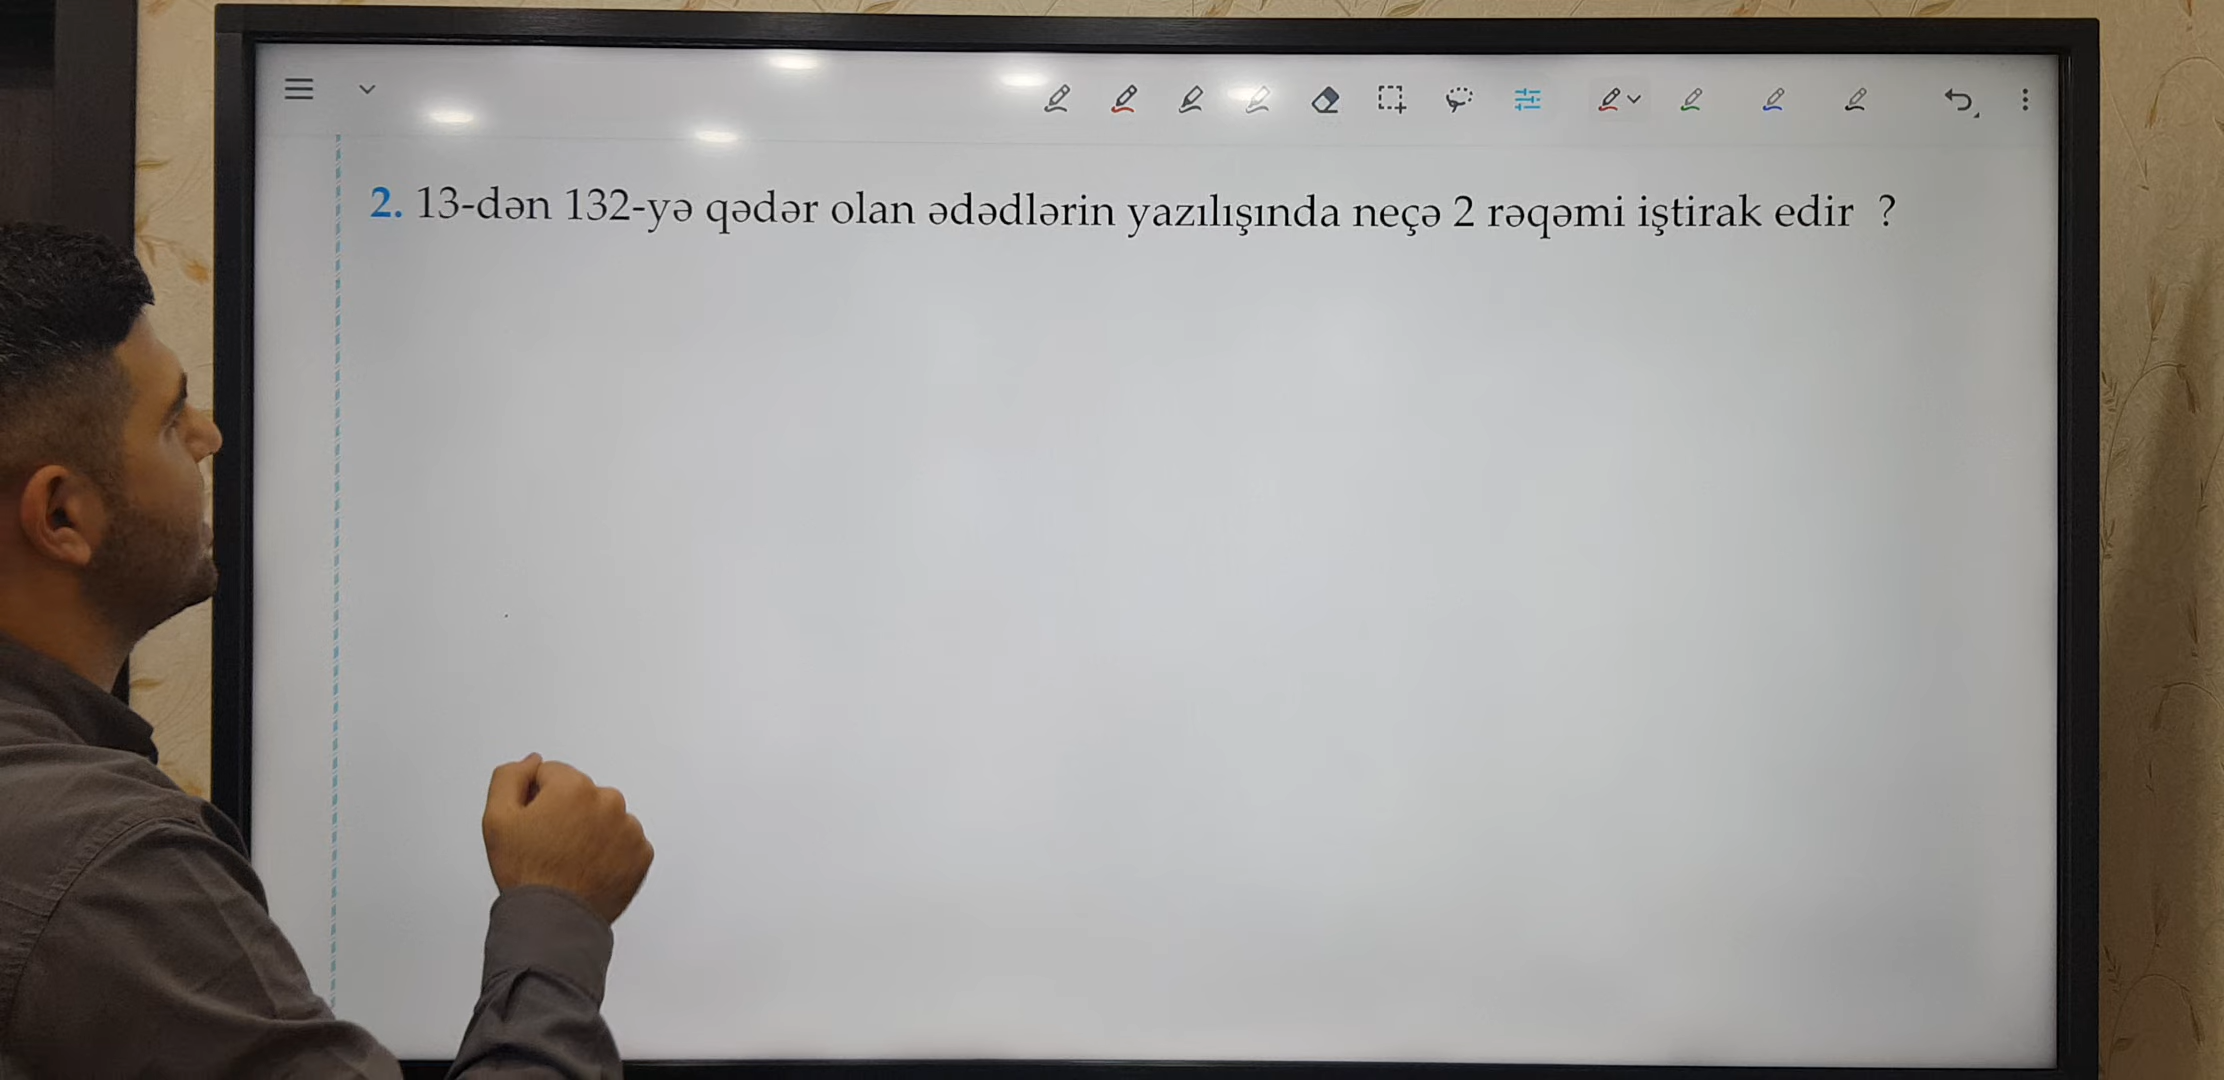 2. 13-dən 132-yə qədər olan ədədlərin yazılışında neçə 2 rəqəmi iştirak edir ?